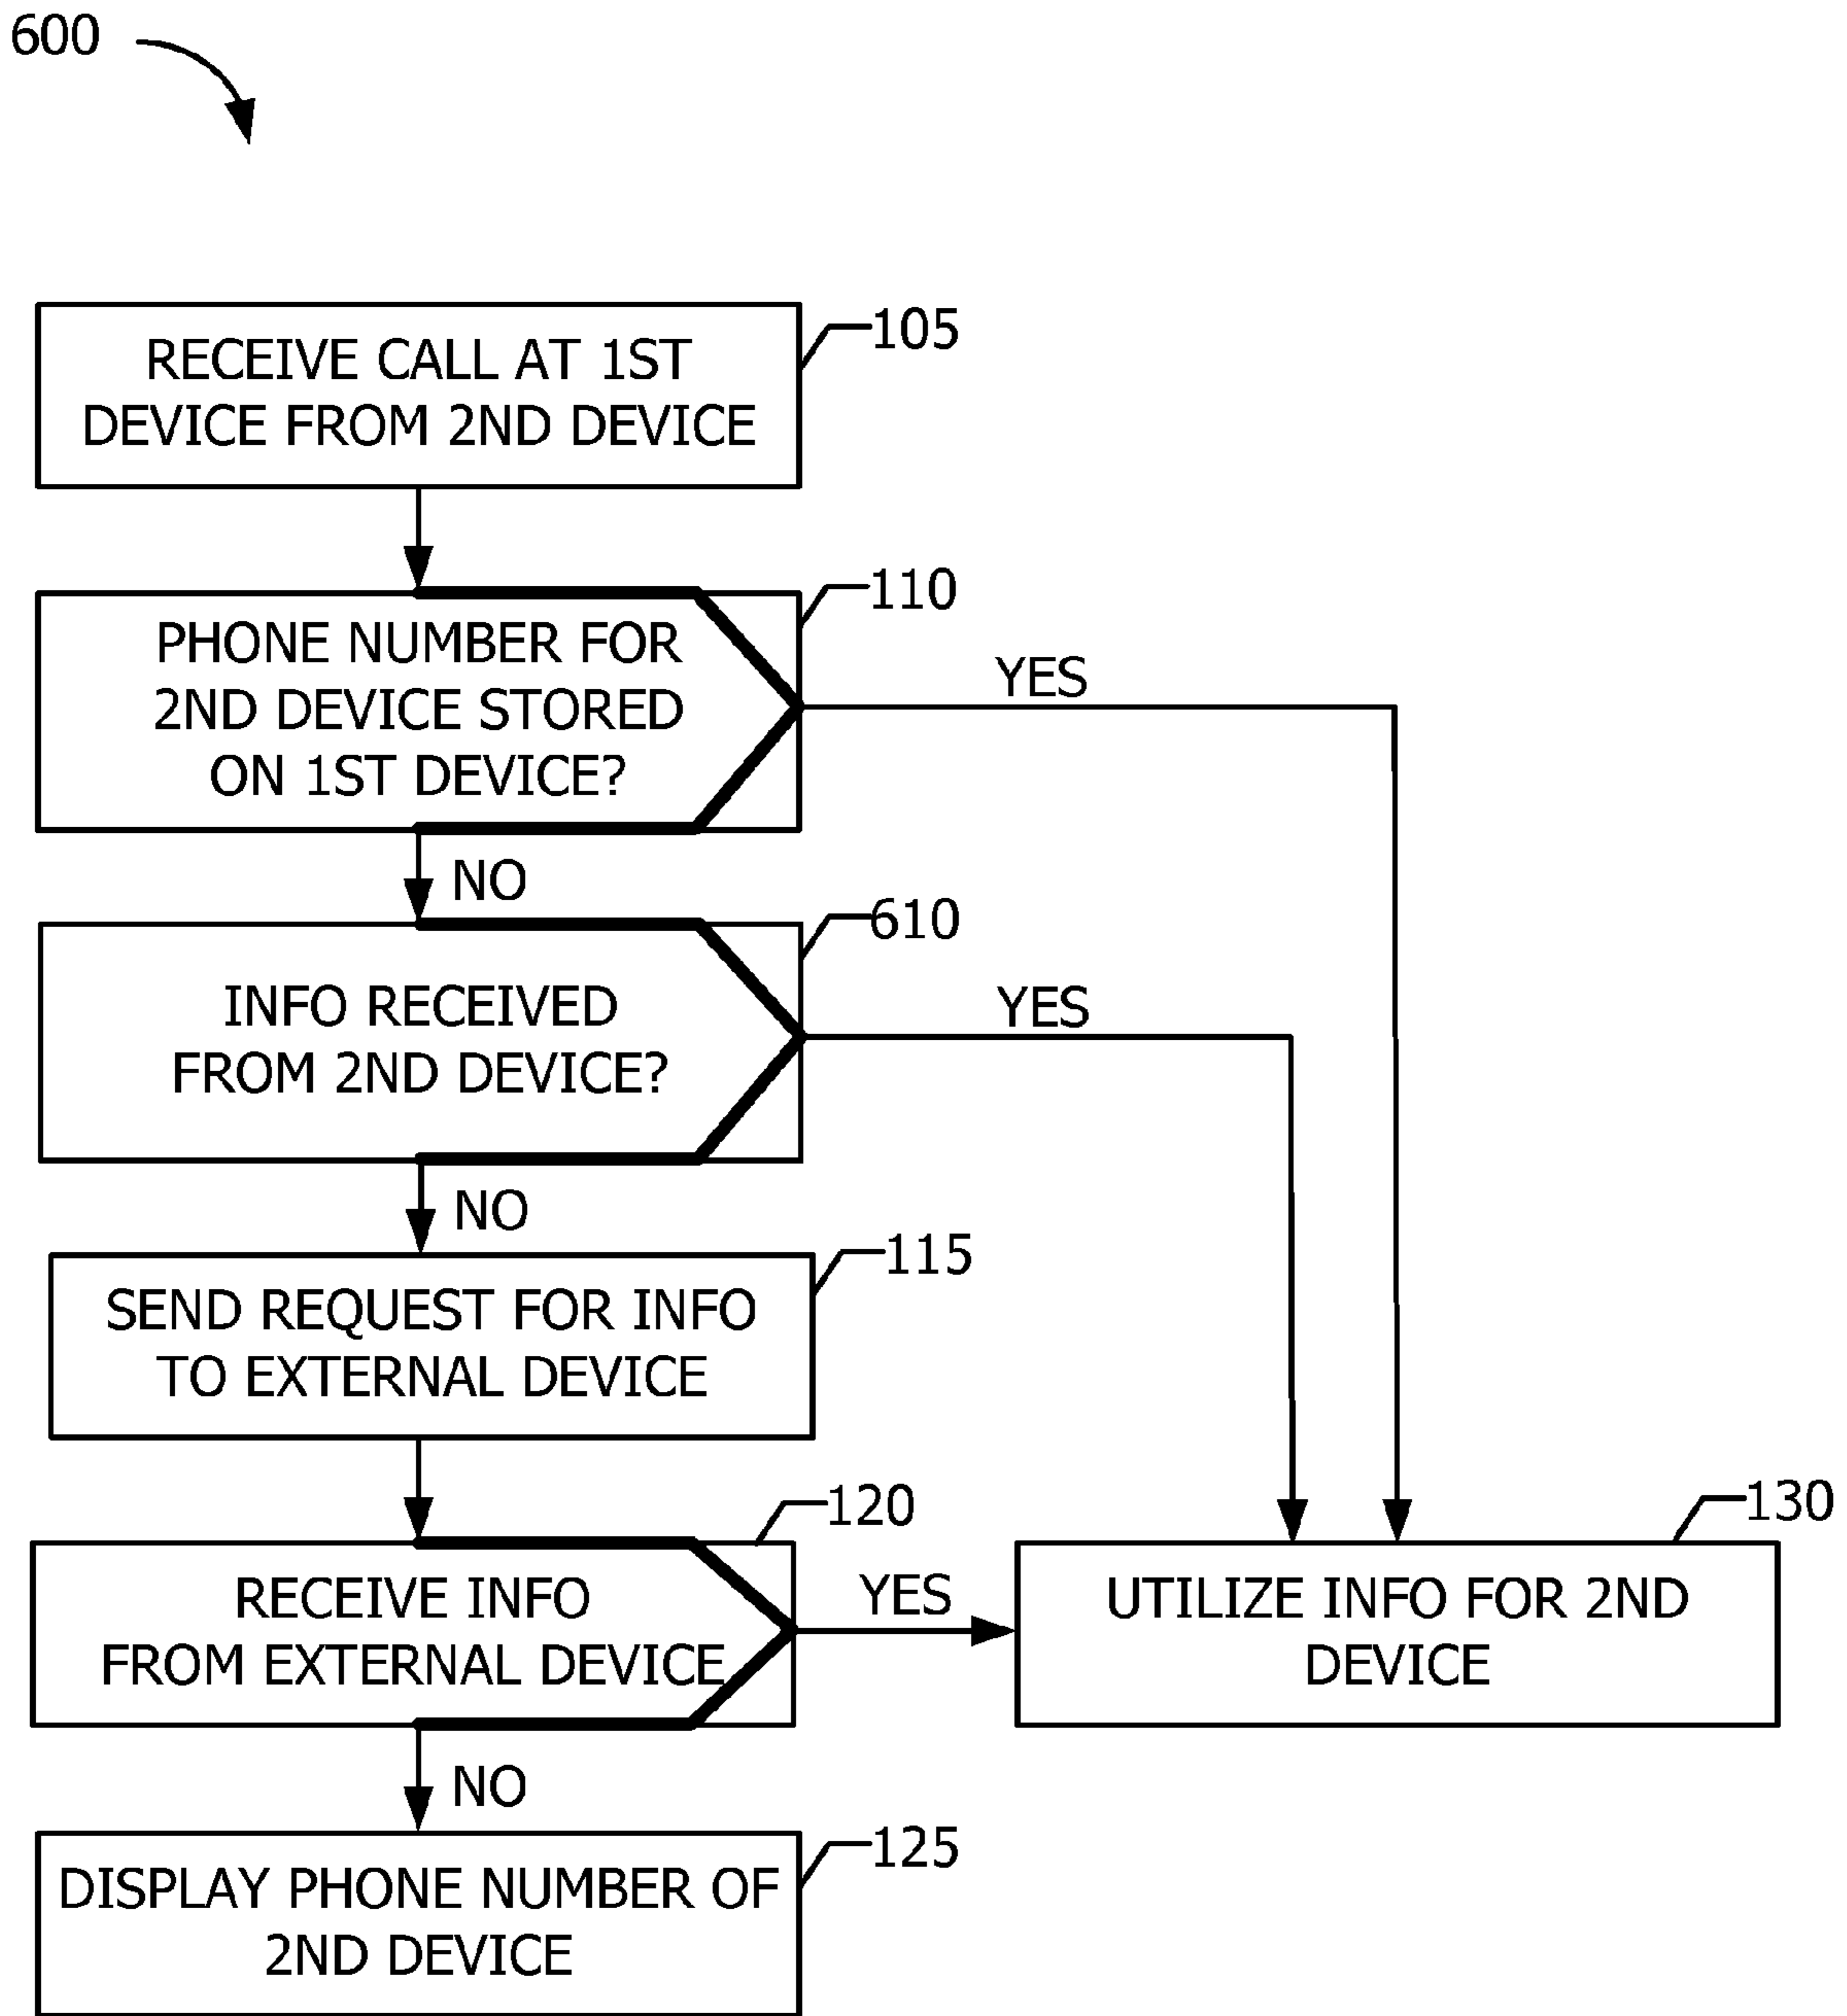 600
RECEIVE CALL AT 1ST
DEVICE FROM 2ND DEVICE
105
PHONE NUMBER FOR
2ND DEVICE STORED
ON 1ST DEVICE?
110
YES
NO
INFO RECEIVED
FROM 2ND DEVICE?
610
YES
NO
SEND REQUEST FOR INFO
TO EXTERNAL DEVICE
115
RECEIVE INFO
FROM EXTERNAL DEVICE
120
YES
UTILIZE INFO FOR 2ND
DEVICE
130
NO
DISPLAY PHONE NUMBER OF
2ND DEVICE
125